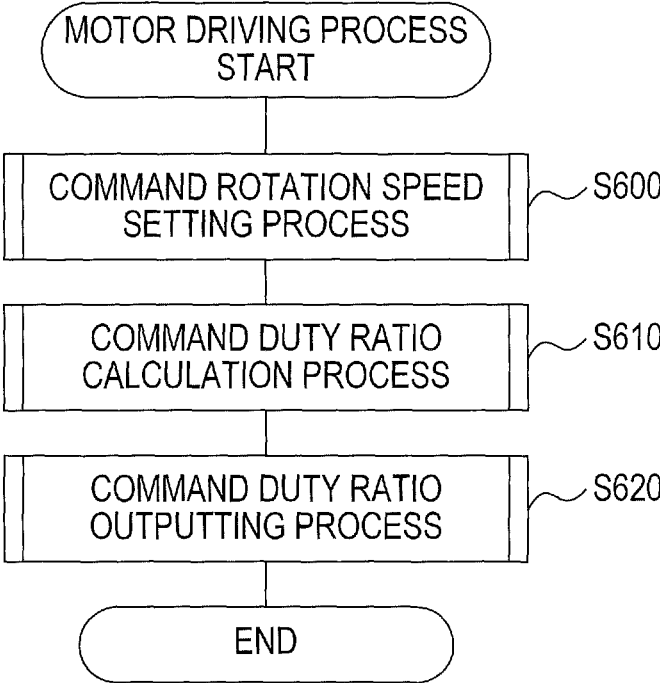 MOTOR DRIVING PROCESS
START
COMMAND ROTATION SPEED
SETTING PROCESS
S600
COMMAND DUTY RATIO
CALCULATION PROCESS
S610
COMMAND DUTY RATIO
OUTPUTTING PROCESS
S620
END